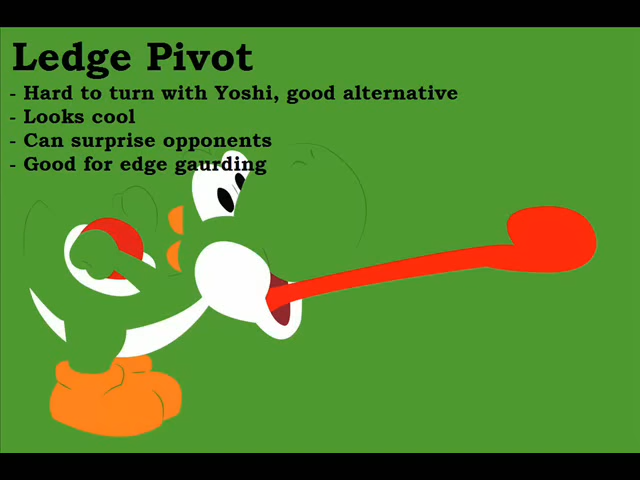 Ledge Pivot
- Hard to turn with Yoshi, good alternative
- Looks cool
- Can surprise opponents
- Good for edge gaurding